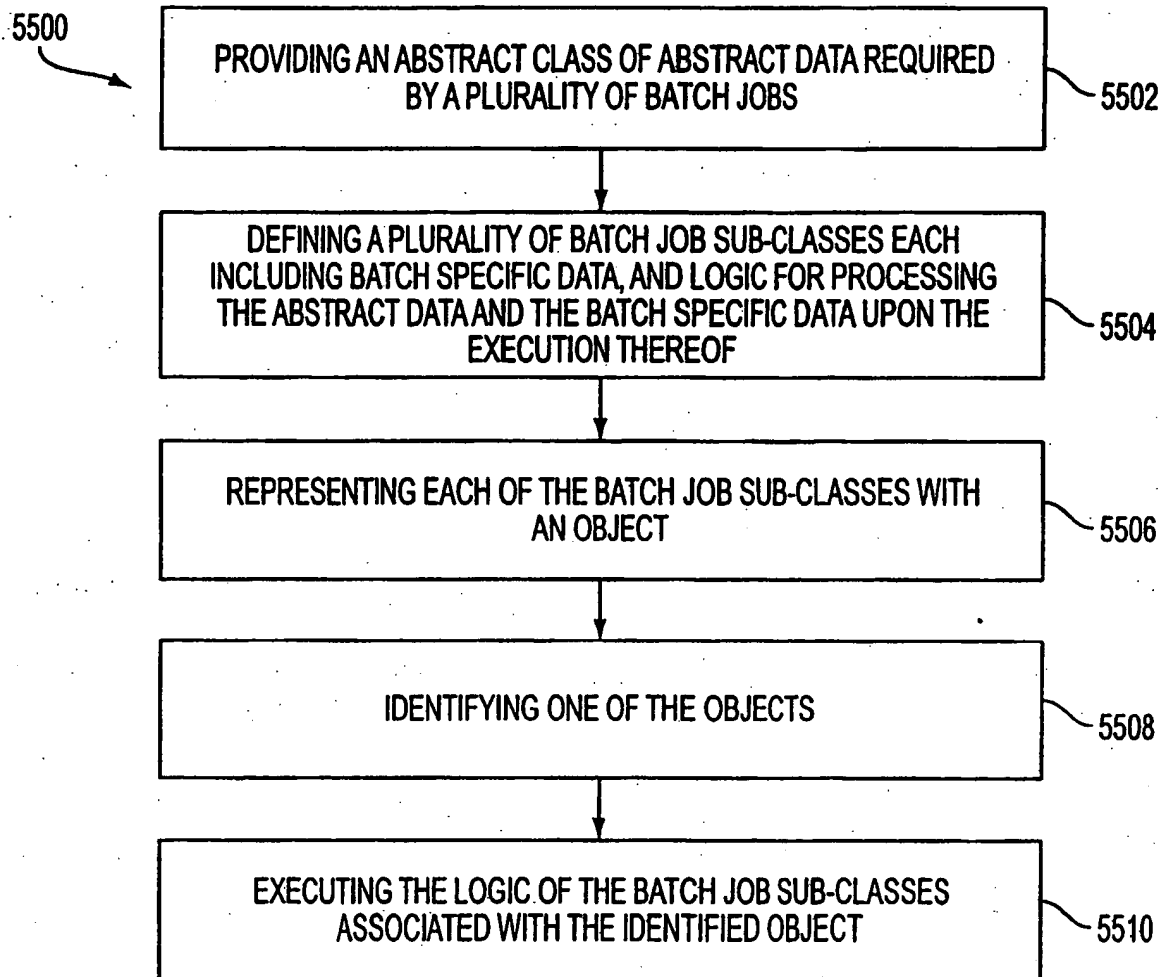 5500
PROVIDING AN ABSTRACT CLASS OF ABSTRACT DATA REQUIRED
BY A PLURALITY OF BATCH JOBS
5502
DEFINING A PLURALITY OF BATCH JOB SUB-CLASSES EACH
INCLUDING BATCH SPECIFIC DATA, AND LOGIC FOR PROCESSING
THE ABSTRACT DATA AND THE BATCH SPECIFIC DATA UPON THE
EXECUTION THEREOF
5504
REPRESENTING EACH OF THE BATCH JOB SUB-CLASSES WITH
AN OBJECT
5506
IDENTIFYING ONE OF THE OBJECTS
5508
EXECUTING THE LOGIC OF THE BATCH JOB SUB-CLASSES
ASSOCIATED WITH THE IDENTIFIED OBJECT
5510